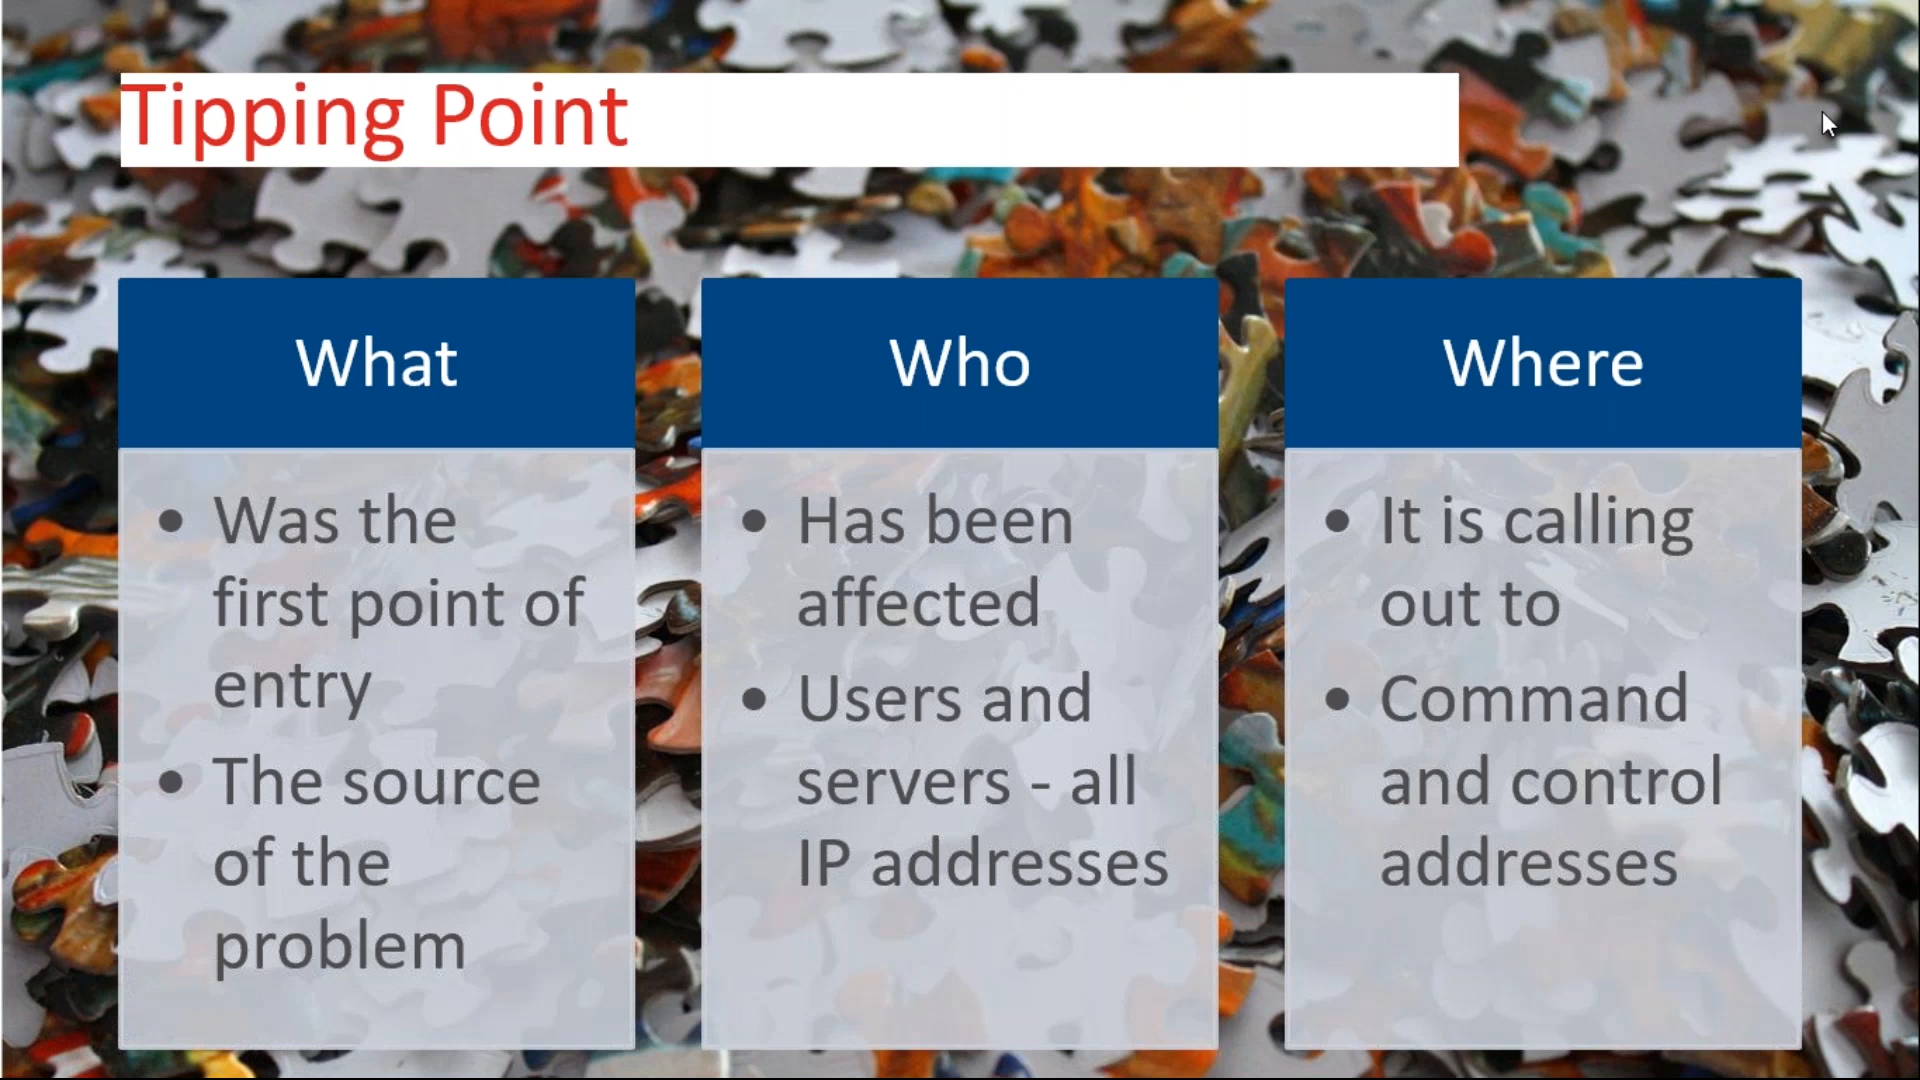 Tipping Point
What
• Was the
first point of
entry
• The source
of the
problem
Who
• Has been
affected
• Users and
servers - all
IP addresses
Where
• It is calling
out to
• Command
and control
addresses